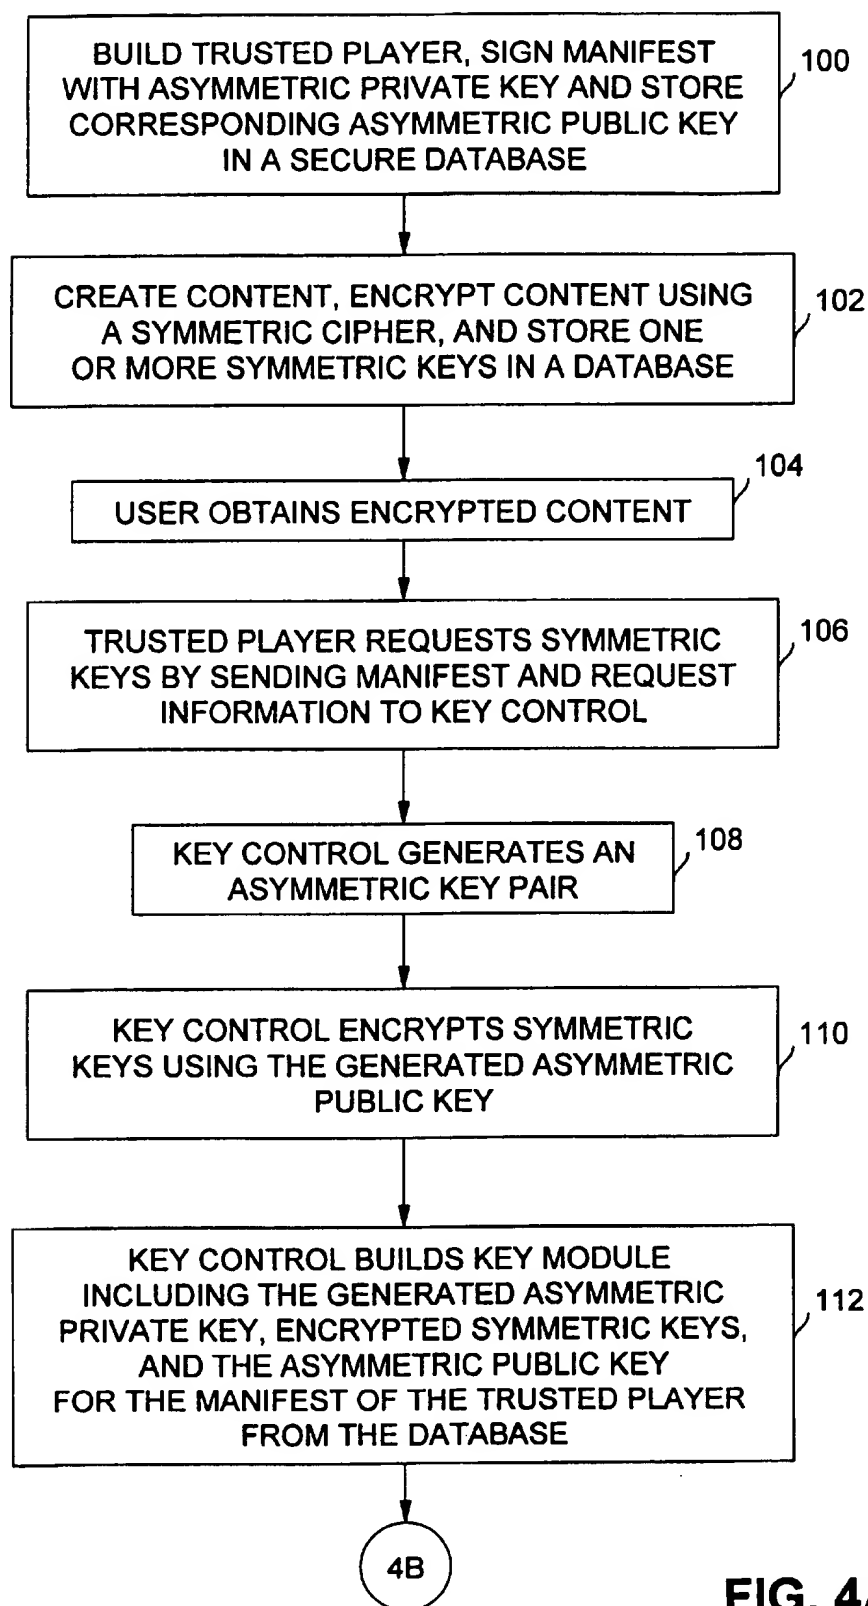 BUILD TRUSTED PLAYER, SIGN MANIFEST
WITH ASYMMETRIC PRIVATE KEY AND STORE
CORRESPONDING ASYMMETRIC PUBLIC KEY
IN A SECURE DATABASE
100
CREATE CONTENT, ENCRYPT CONTENT USING
A SYMMETRIC CIPHER, AND STORE ONE
OR MORE SYMMETRIC KEYS IN A DATABASE
102
104
USER OBTAINS ENCRYPTED CONTENT
TRUSTED PLAYER REQUESTS SYMMETRIC
KEYS BY SENDING MANIFEST AND REQUEST
INFORMATION TO KEY CONTROL
106
KEY CONTROL GENERATES AN
ASYMMETRIC KEY PAIR
108
KEY CONTROL ENCRYPTS SYMMETRIC
KEYS USING THE GENERATED ASYMMETRIC
PUBLIC KEY
110
KEY CONTROL BUILDS KEY MODULE
INCLUDING THE GENERATED ASYMMETRIC
PRIVATE KEY, ENCRYPTED SYMMETRIC KEYS,
AND THE ASYMMETRIC PUBLIC KEY
FOR THE MANIFEST OF THE TRUSTED PLAYER
FROM THE DATABASE
112
4B
FIG.